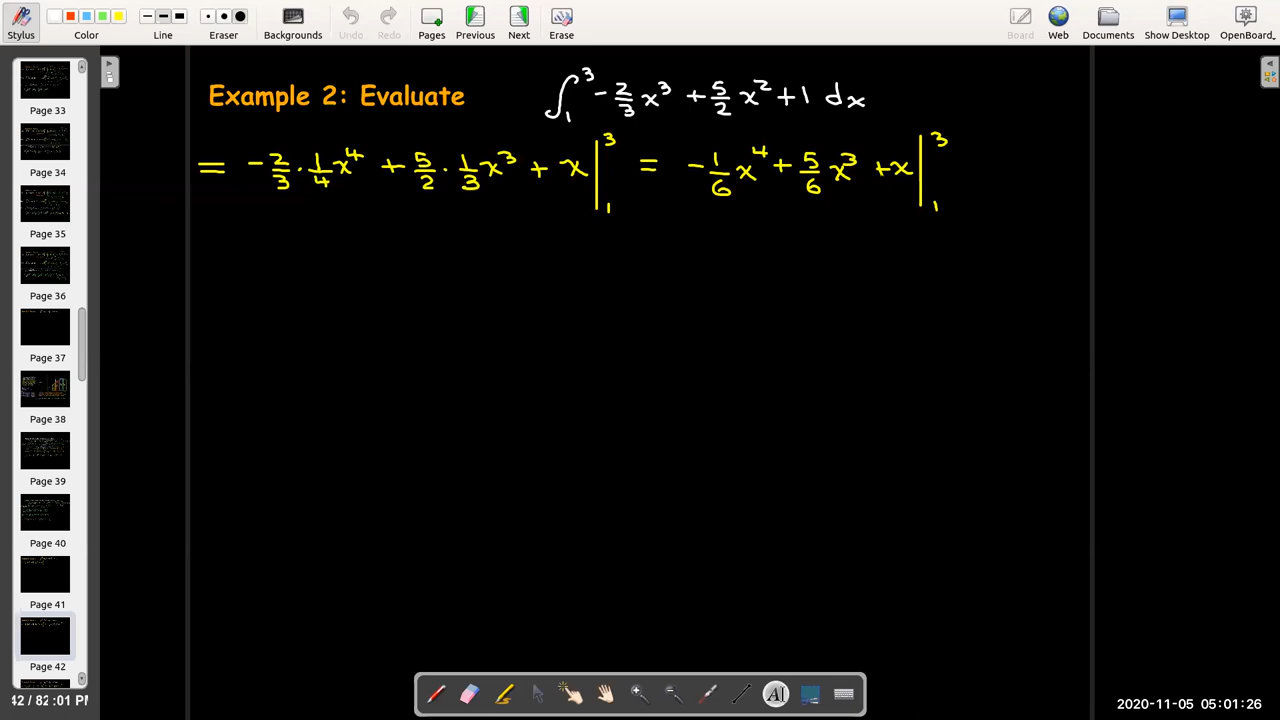 Stylus Color Line Eraser Backgrounds Undo Redo Pages Previous Next Erase Board Web Documents Show Desktop OpenBoard
Page 33
Page 34
Page 35
Page 36
Page 37
Page 38
Page 39
Page 40
Page 41
Page 42
42 / 82:01 PM
Example 2: Evaluate ∫₁³ -2/3 x³ + 5/2 x² + 1 dx
= -2/3 · 1/4 x⁴ + 5/2 · 1/3 x³ + x |₁³ = -1/6 x⁴ + 5/6 x³ + x |₁³
2020-11-05 05:01:26